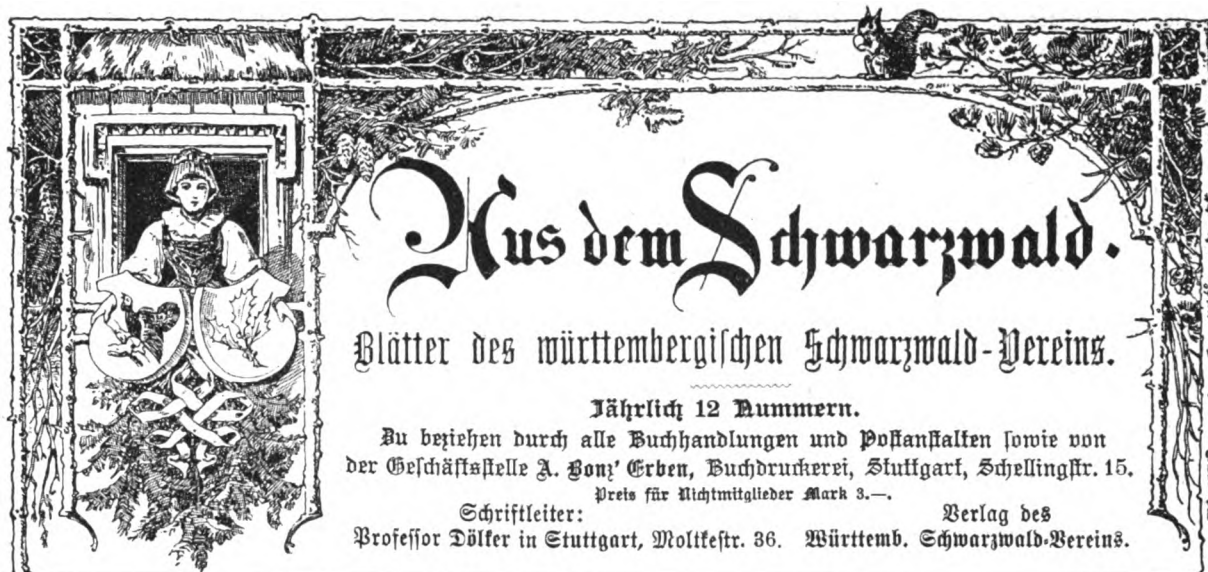 Aus dem Schwarzwald.
Blätter des württembergischen Schwarzwald-Vereins.
Jährlich 12 Nummern.
Zu beziehen durch alle Buchhandlungen und Postanstalten sowie von
der Geschäftsstelle A. Bonz' Erben, Buchdruckerei, Stuttgart, Schellingstr. 15.
Preis für Nichtmitglieder Mark 3.—.
Schriftleiter:
Professor Dölker in Stuttgart, Moltkestr. 36.
Verlag des
Württemb. Schwarzwald-Vereins.